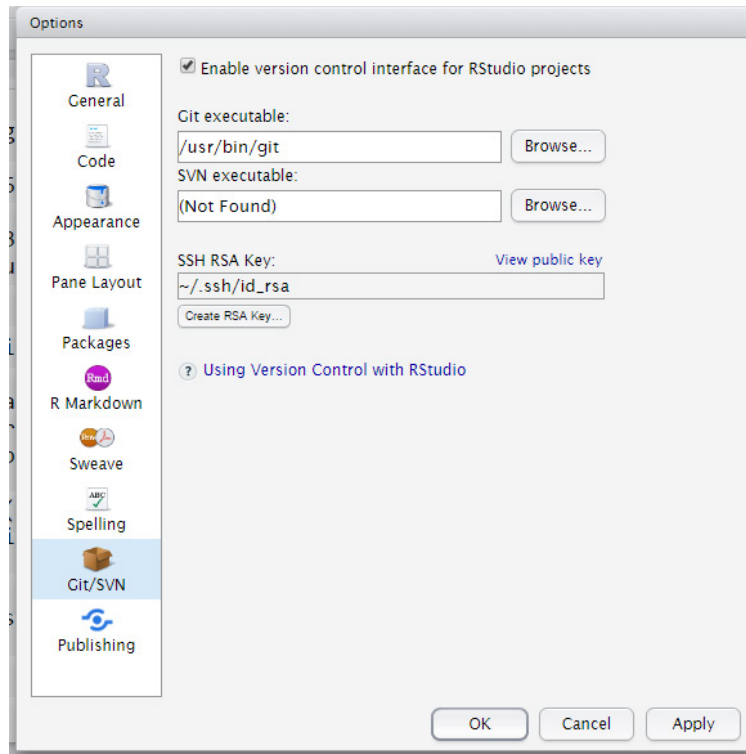 Options
General
Code
Appearance
Pane Layout
Packages
Rmd
R Markdown
Sweave
ABC
Spelling
Git/SVN
Publishing
Enable version control interface for RStudio projects
Git executable:
/usr/bin/git
Browse...
SVN executable:
(Not Found)
Browse...
SSH RSA Key:
View public key
~/.ssh/id_rsa
Create RSA Key...
? Using Version Control with RStudio
OK
Cancel
Apply